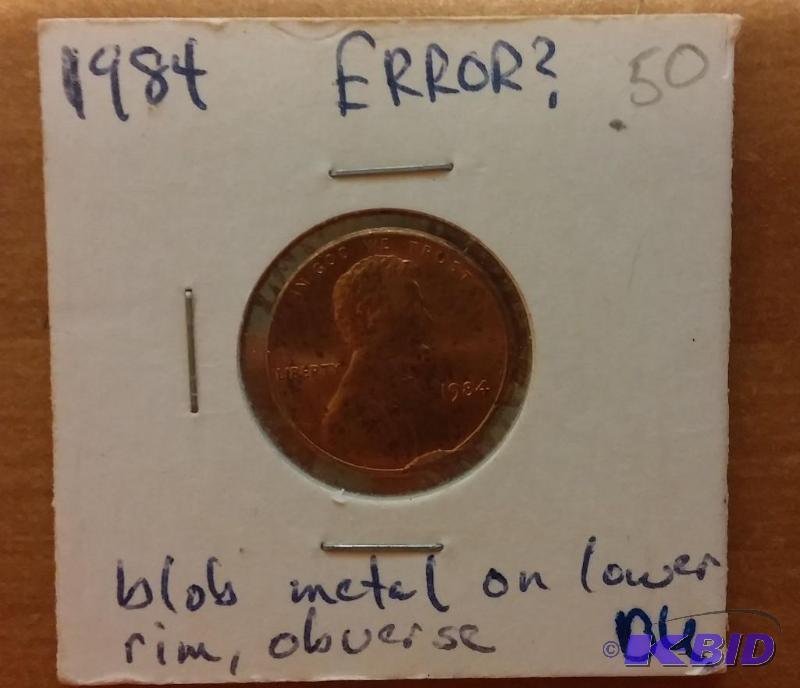 1984 ERROR? .50
IN GOD WE TRUST
LIBERTY
1984
blob metal on lower
rim, obverse
© K-BID